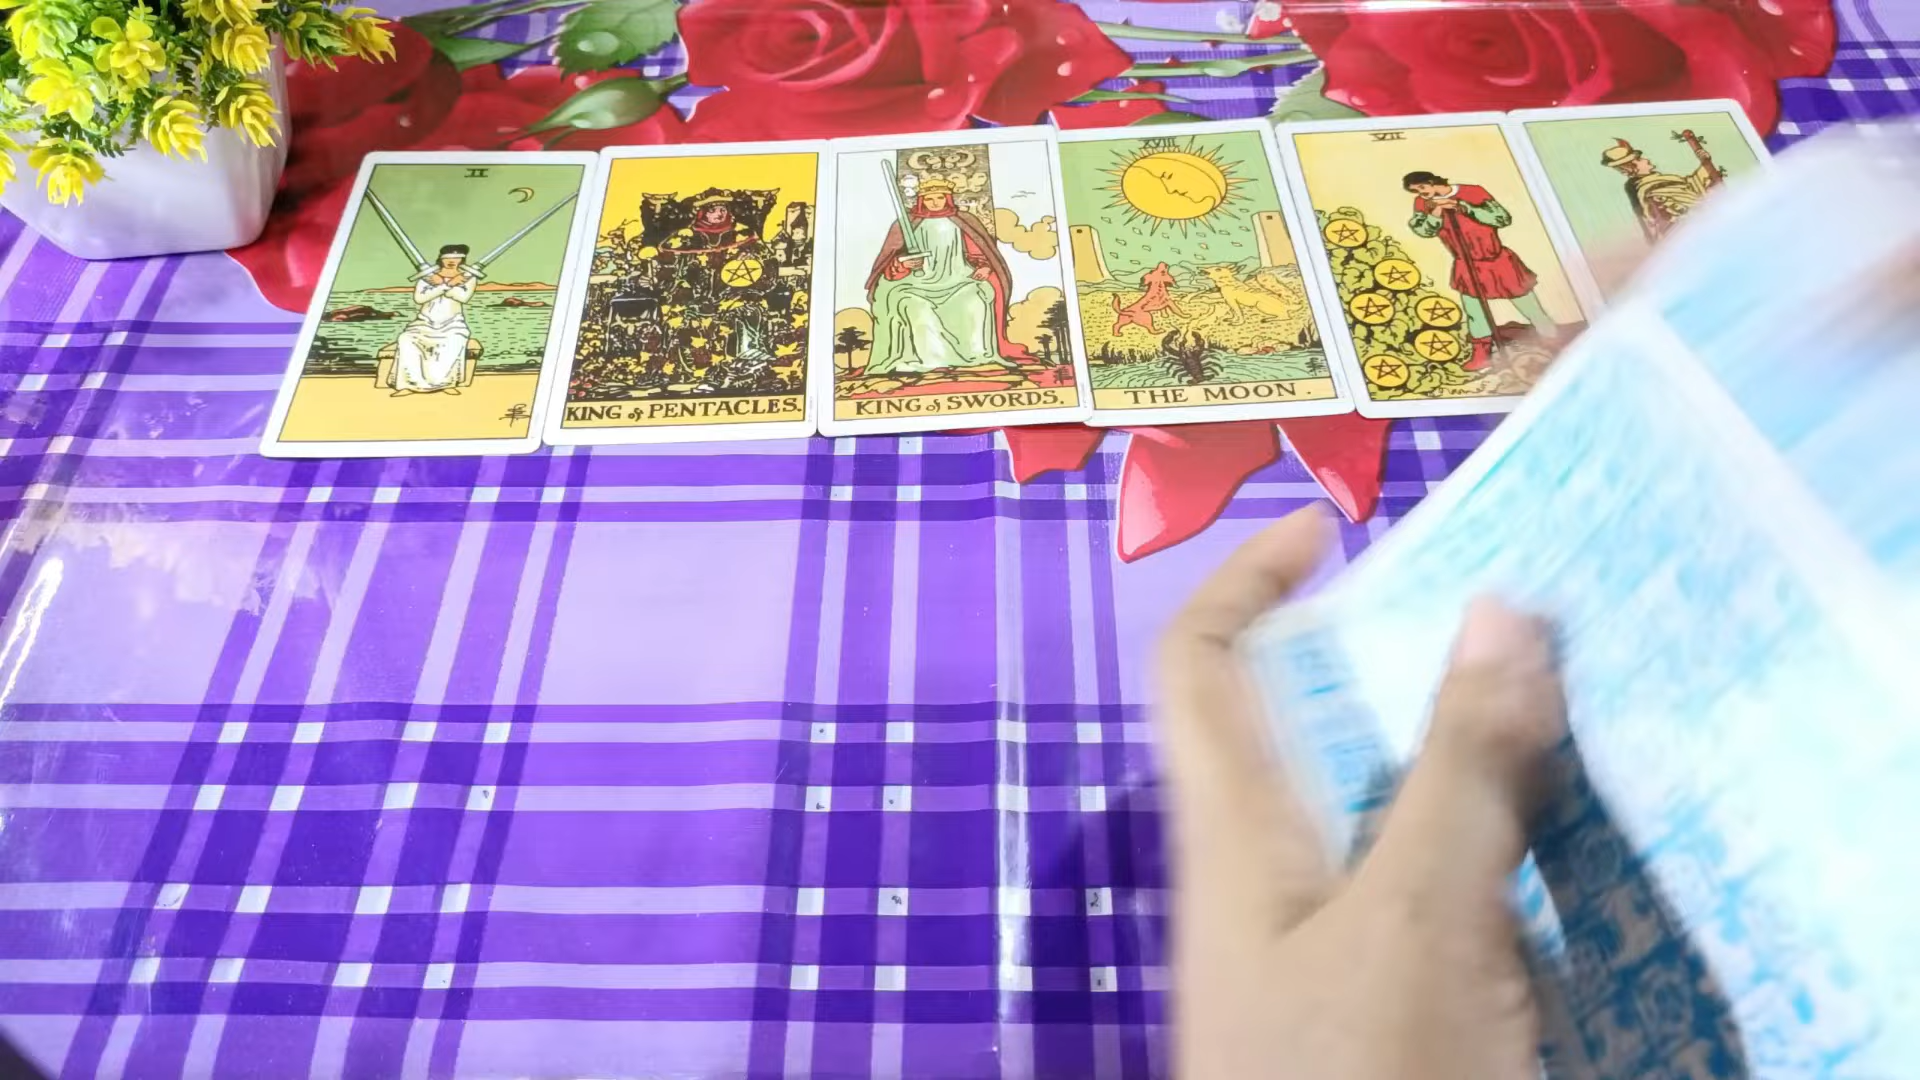 II
KING of PENTACLES.
KING of SWORDS.
XVIII
THE MOON.
VII